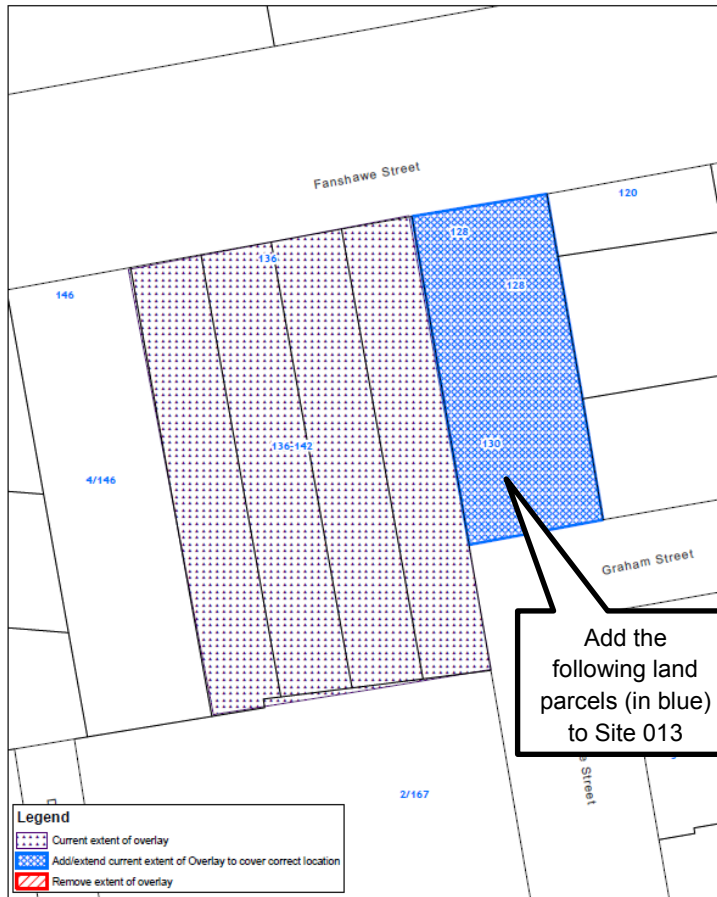 Fanshawe Street
120
128
136
128
146
130
136-142
4/146
Graham Street
Add the
following land
parcels (in blue)
to Site 013
e Street
2/167
Legend
Current extent of overlay
Add/extend current extent of Overlay to cover correct location
Remove extent of overlay